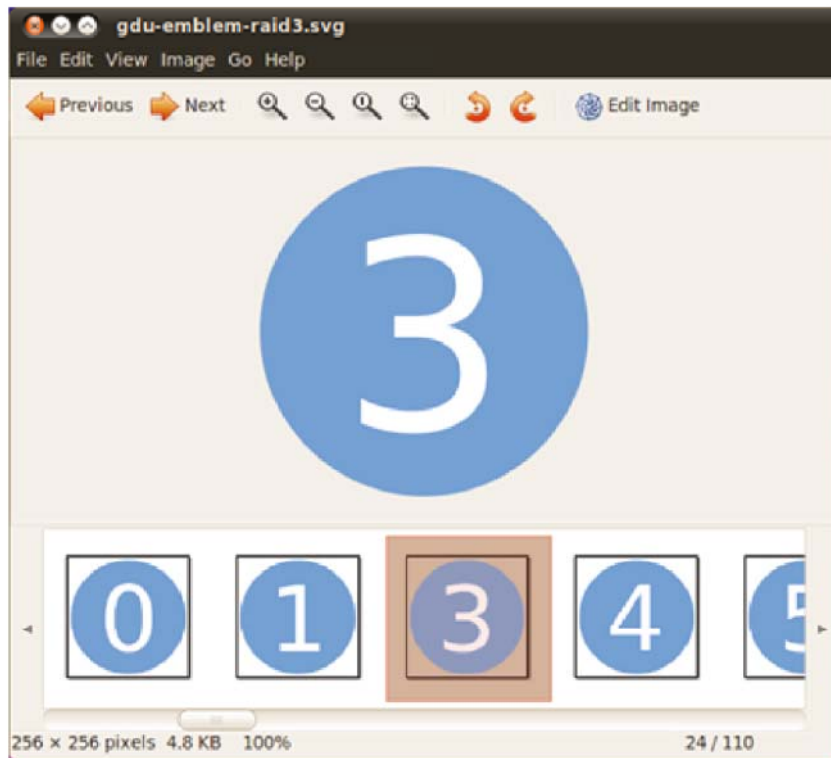 gdu-emblem-raid3.svg
File Edit View Image Go Help
Previous Next Edit Image
3
0 1 3 4 5
256 × 256 pixels 4.8 KB 100% 24 / 110